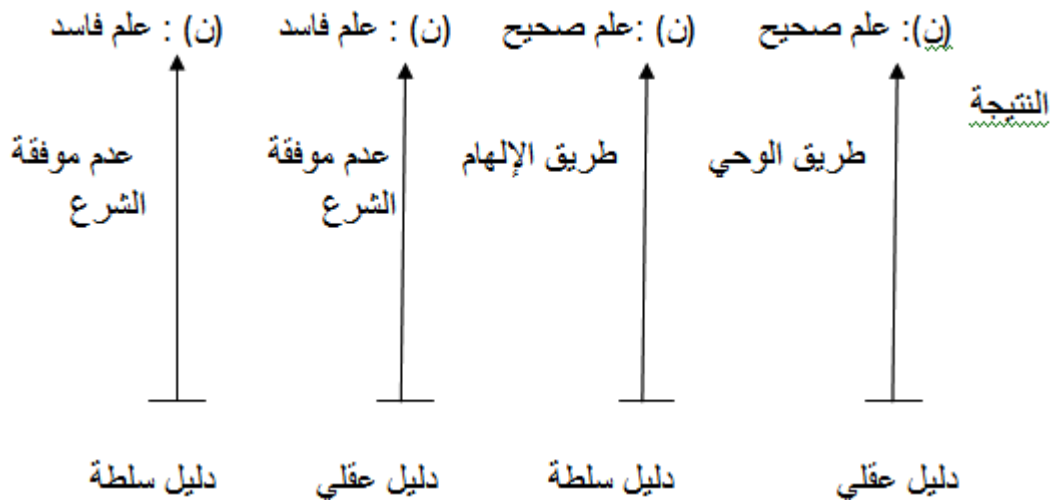 (ن): علم صحيح
(ن) :علم صحيح
(ن) : علم فاسد
(ن) : علم فاسد
النتيجة
طريق الوحي
طريق الإلهام
عدم موفقة
الشرع
عدم موفقة
الشرع
دليل عقلي
دليل سلطة
دليل عقلي
دليل سلطة